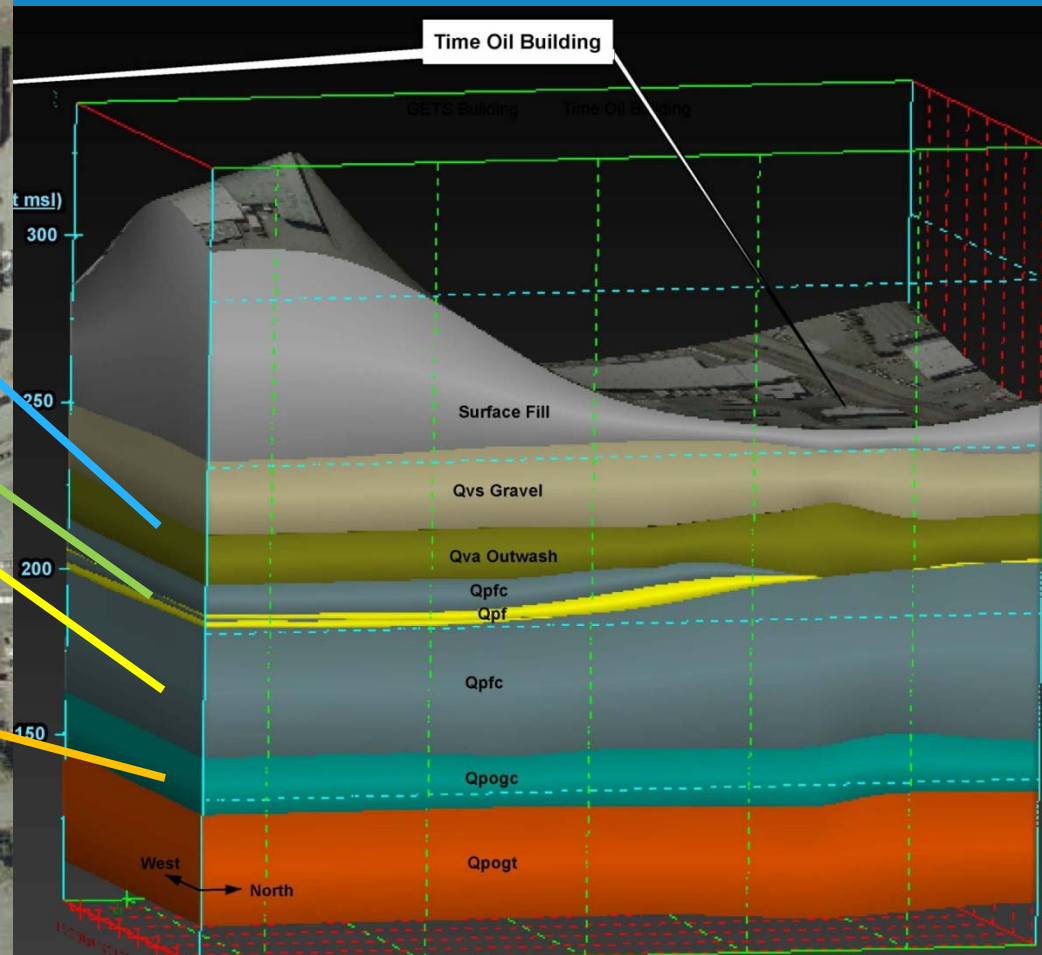 Time Oil Building
GETS Building Time Oil Building
t msl)
300
250
200
150
Surface Fill
Qvs Gravel
Qva Outwash
Qpfc
Qpf
Qpfc
Qpogc
Qpogt
West
North